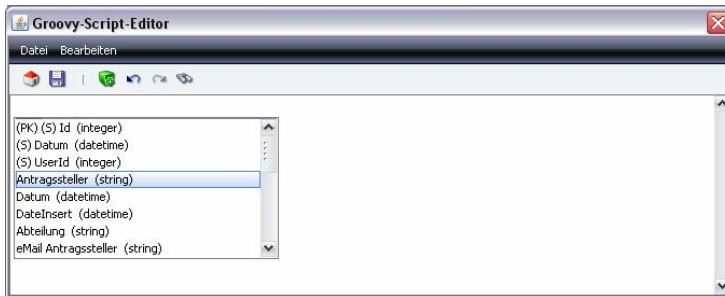 Groovy-Script-Editor
Datei Bearbeiten
(PK) (S) Id (integer)
(S) Datum (datetime)
(S) UserId (integer)
Antragssteller (string)
Datum (datetime)
DateInsert (datetime)
Abteilung (string)
eMail Antragssteller (string)